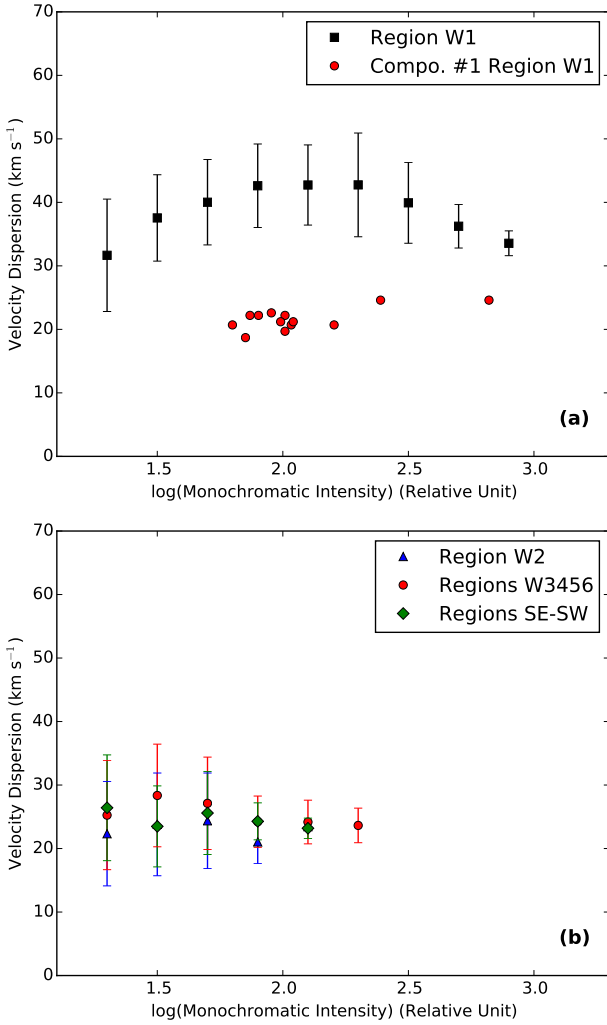 70
60
50
40
30
20
10
0
Velocity Dispersion (km s⁻¹)
Region W1
Compo. #1 Region W1
(a)
1.5 2.0 2.5 3.0
log(Monochromatic Intensity) (Relative Unit)
70
60
50
40
30
20
10
0
Velocity Dispersion (km s⁻¹)
Region W2
Regions W3456
Regions SE-SW
(b)
1.5 2.0 2.5 3.0
log(Monochromatic Intensity) (Relative Unit)